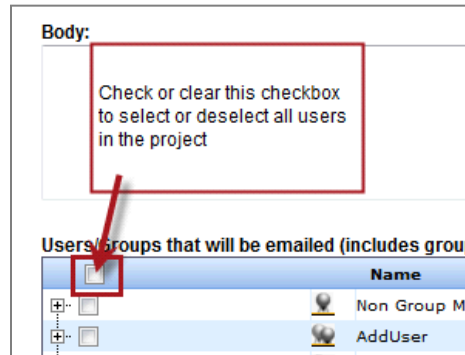 Body:
Check or clear this checkbox
to select or deselect all users
in the project
Users/Groups that will be emailed (includes grou
Name
Non Group M
AddUser